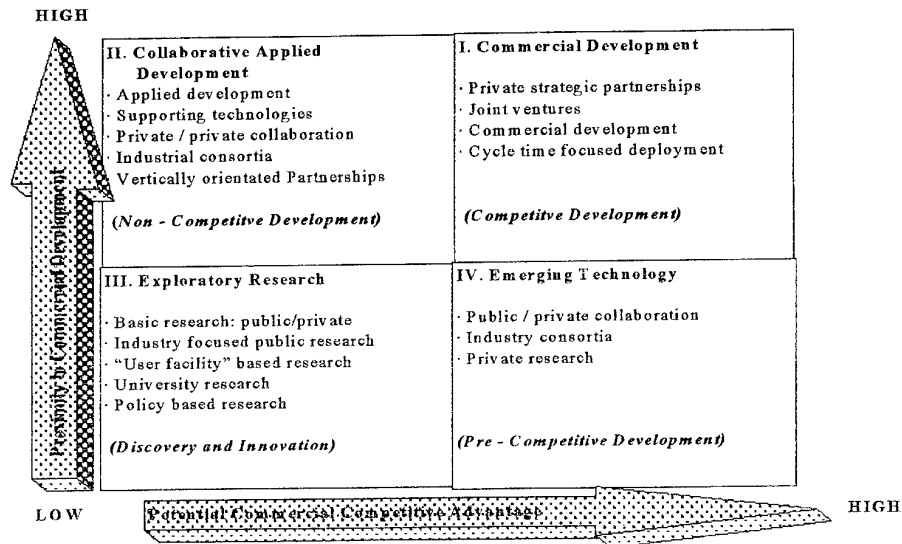 HIGH
II. Collaborative Applied
Development
· Applied development
· Supporting technologies
· Private / private collaboration
· Industrial consortia
· Vertically orientated Partnerships
(Non - Competitve Development)
I. Commercial Development
· Private strategic partnerships
· Joint ventures
· Commercial development
· Cycle time focused deployment
(Competitve Development)
III. Exploratory Research
· Basic research: public/private
· Industry focused public research
· “User facility” based research
· University research
· Policy based research
(Discovery and Innovation)
IV. Emerging Technology
· Public / private collaboration
· Industry consortia
· Private research
(Pre - Competitive Development)
Proximity to Commercial Development
LOW
Potential Commercial Competitive Advantage
HIGH